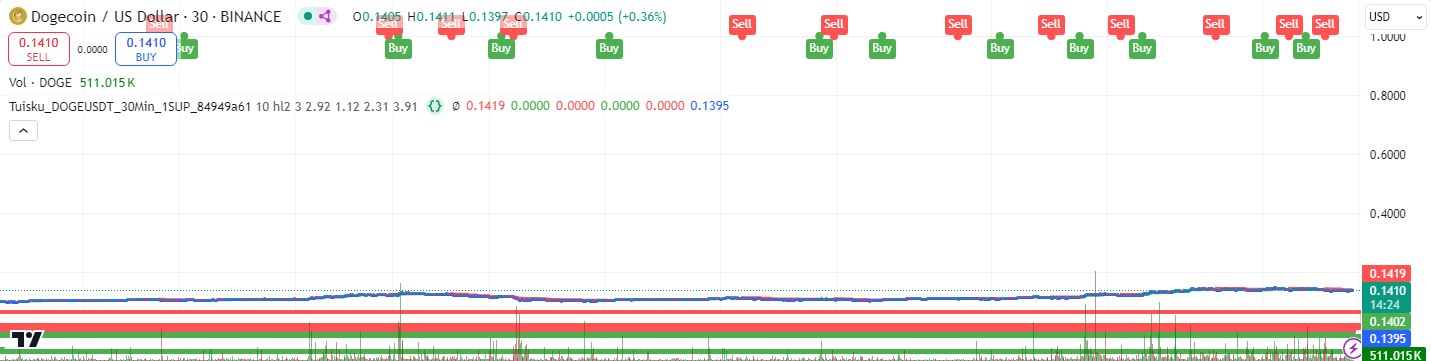 Dogecoin / US Dollar · 30 · BINANCE O0.1405 H0.1411 L0.1397 C0.1410 +0.0005 (+0.36%)
USD
Sell Sell Sell Sell Sell Sell Sell Sell Sell Sell Sell Sell Sell
0.1410
SELL
0.0000
0.1410
BUY
Buy Buy Buy Buy Buy Buy Buy Buy Buy Buy Buy
1.0000
Vol · DOGE 511.015K
0.8000
Tuisku_DOGEUSDT_30Min_1SUP_84949a61 10 hl2 3 2.92 1.12 2.31 3.91 {} Ø 0.1419 0.0000 0.0000 0.0000 0.0000 0.1395
0.6000
0.4000
0.1419
0.1410
14:24
0.1402
0.1395
511.015K